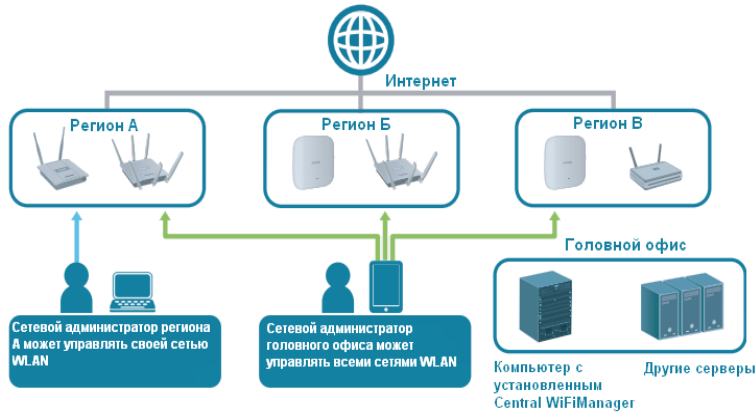 Интернет
Регион А
Регион Б
Регион В
Головной офис
Сетевой администратор региона
А может управлять своей сетью
WLAN
Сетевой администратор
головного офиса может
управлять всеми сетями WLAN
Компьютер с
установленным
Central WiFiManager
Другие серверы